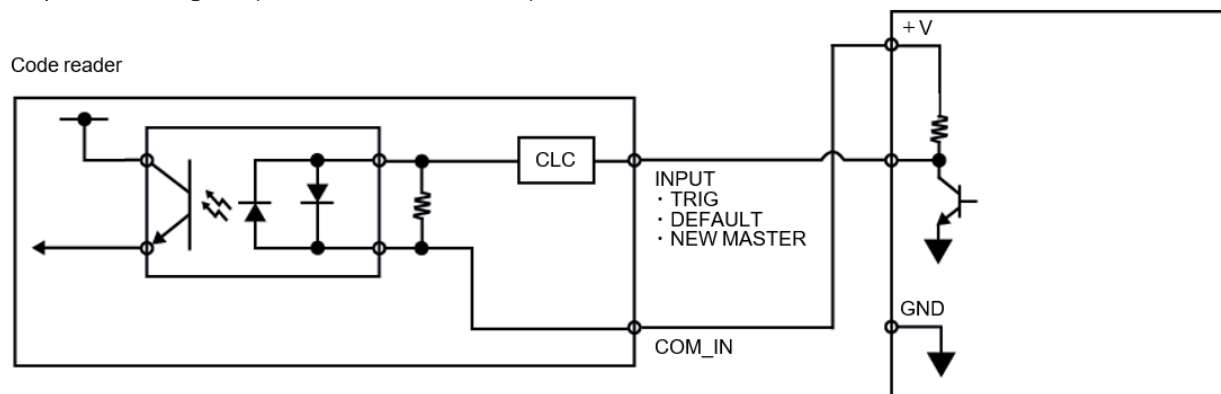 +V
Code reader
CLC
INPUT
・TRIG
・DEFAULT
・NEW MASTER
GND
COM_IN